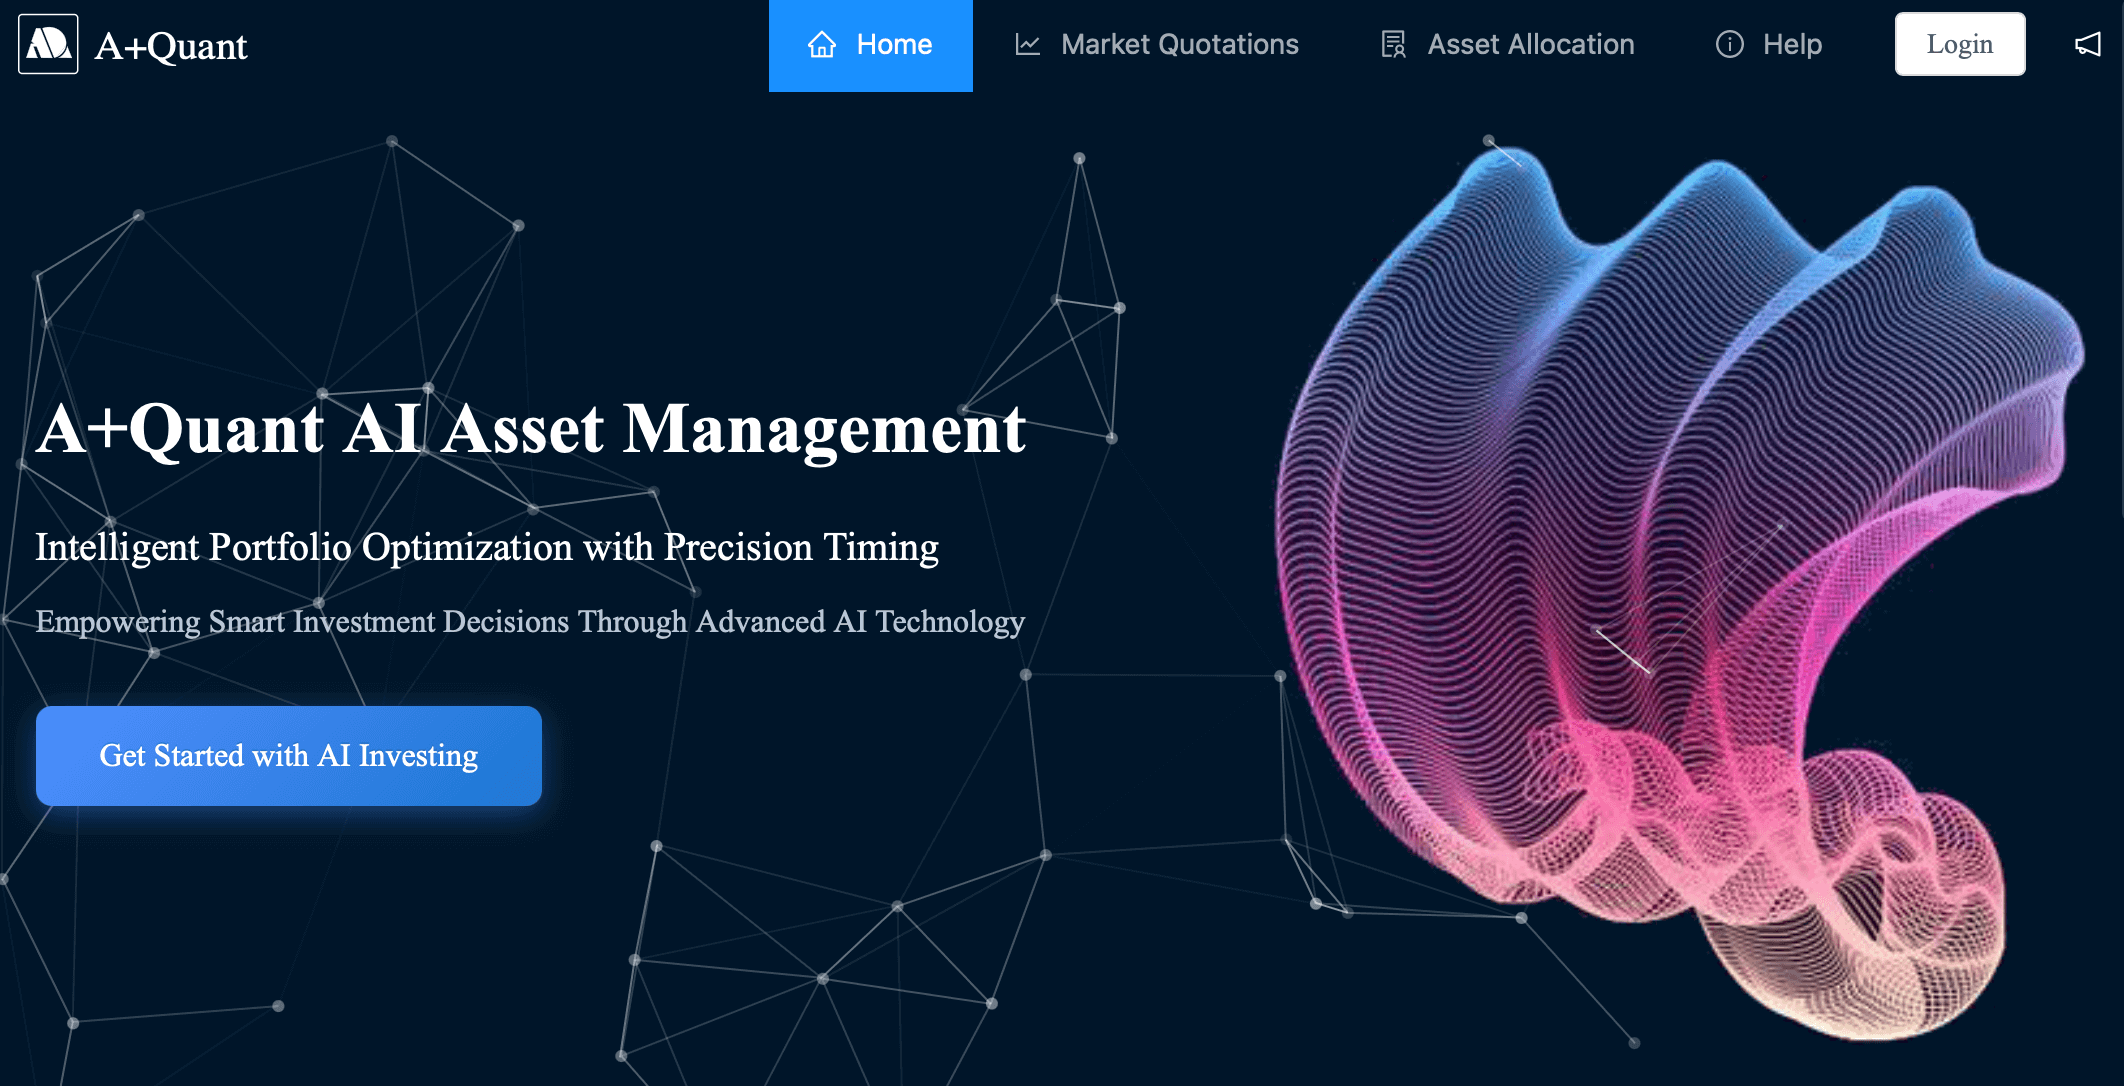 A+Quant
Home
Market Quotations
Asset Allocation
Help
Login
A+Quant AI Asset Management
Intelligent Portfolio Optimization with Precision Timing
Empowering Smart Investment Decisions Through Advanced AI Technology
Get Started with AI Investing